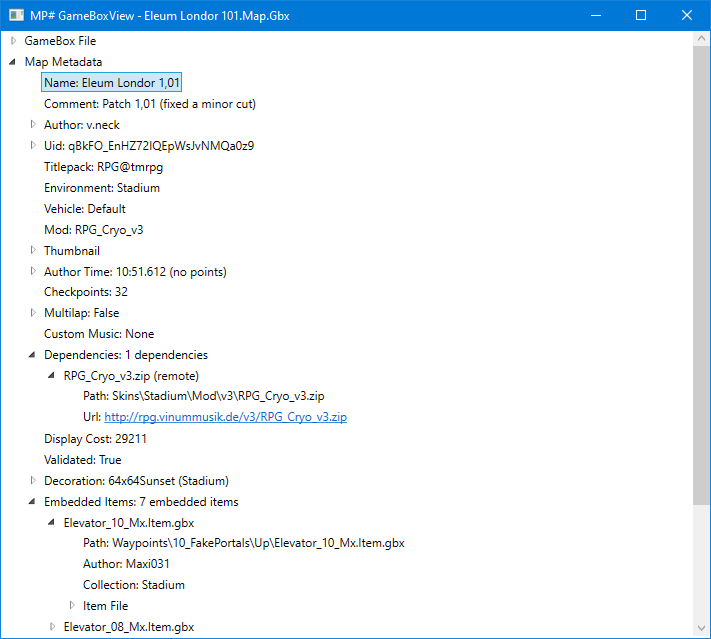 MP# GameBoxView - Eleum Londor 101.Map.Gbx
GameBox File
Map Metadata
Name: Eleum Londor 1,01
Comment: Patch 1,01 (fixed a minor cut)
Author: v.neck
Uid: qBkFO_EnHZ72IQEpWsJvNMQa0z9
Titlepack: RPG@tmrpg
Environment: Stadium
Vehicle: Default
Mod: RPG_Cryo_v3
Thumbnail
Author Time: 10:51.612 (no points)
Checkpoints: 32
Multilap: False
Custom Music: None
Dependencies: 1 dependencies
RPG_Cryo_v3.zip (remote)
Path: Skins\Stadium\Mod\v3\RPG_Cryo_v3.zip
Url: http://rpg.vinummusik.de/v3/RPG_Cryo_v3.zip
Display Cost: 29211
Validated: True
Decoration: 64x64Sunset (Stadium)
Embedded Items: 7 embedded items
Elevator_10_Mx.Item.gbx
Path: Waypoints\10_FakePortals\Up\Elevator_10_Mx.Item.gbx
Author: Maxi031
Collection: Stadium
Item File
Elevator_08_Mx.Item.gbx